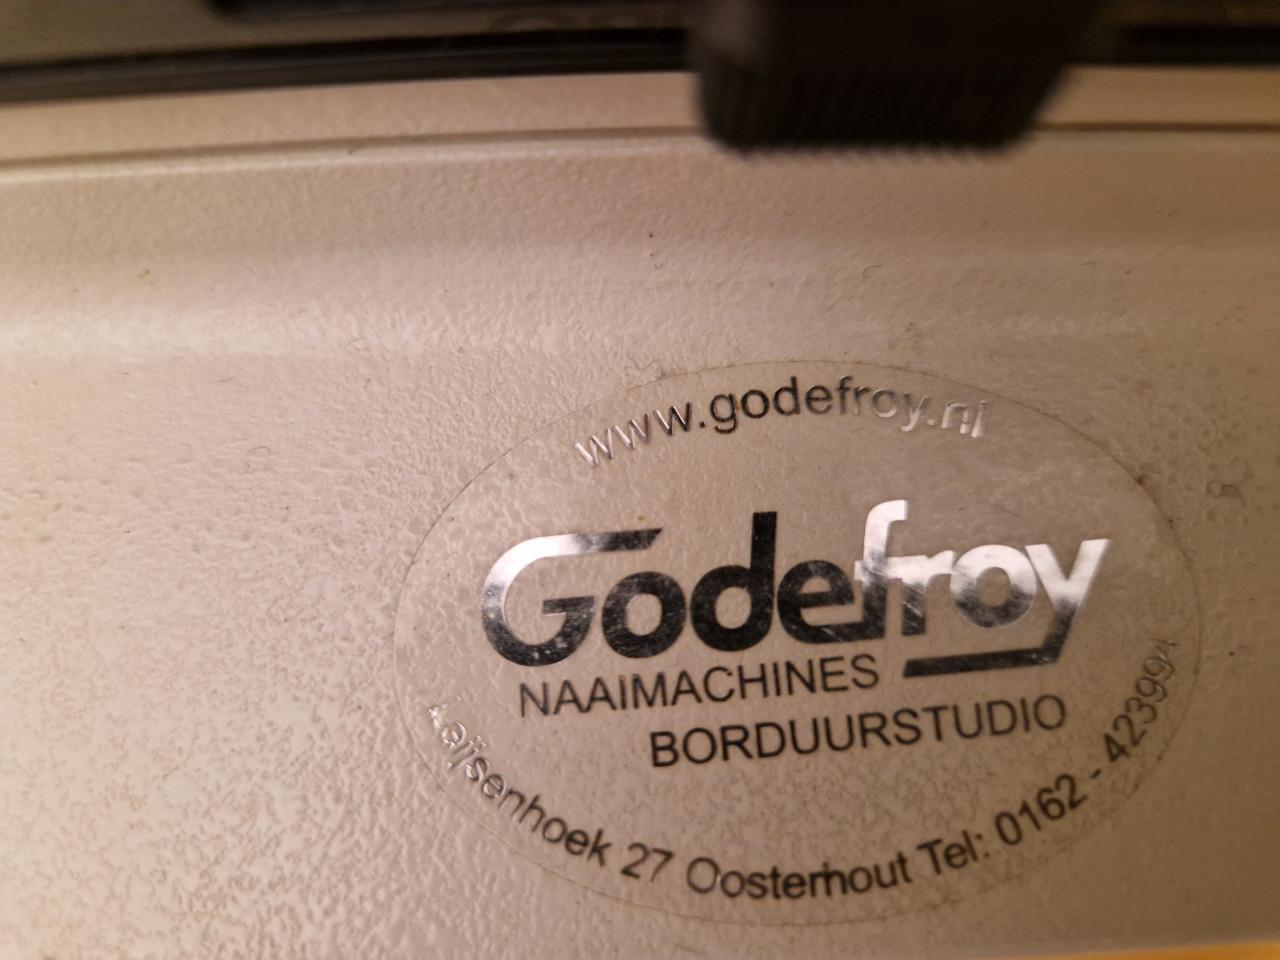 www.godefroy.nl
Godefroy
NAAIMACHINES
BORDUURSTUDIO
27 Oosterhout Tel: 0162 - 423994